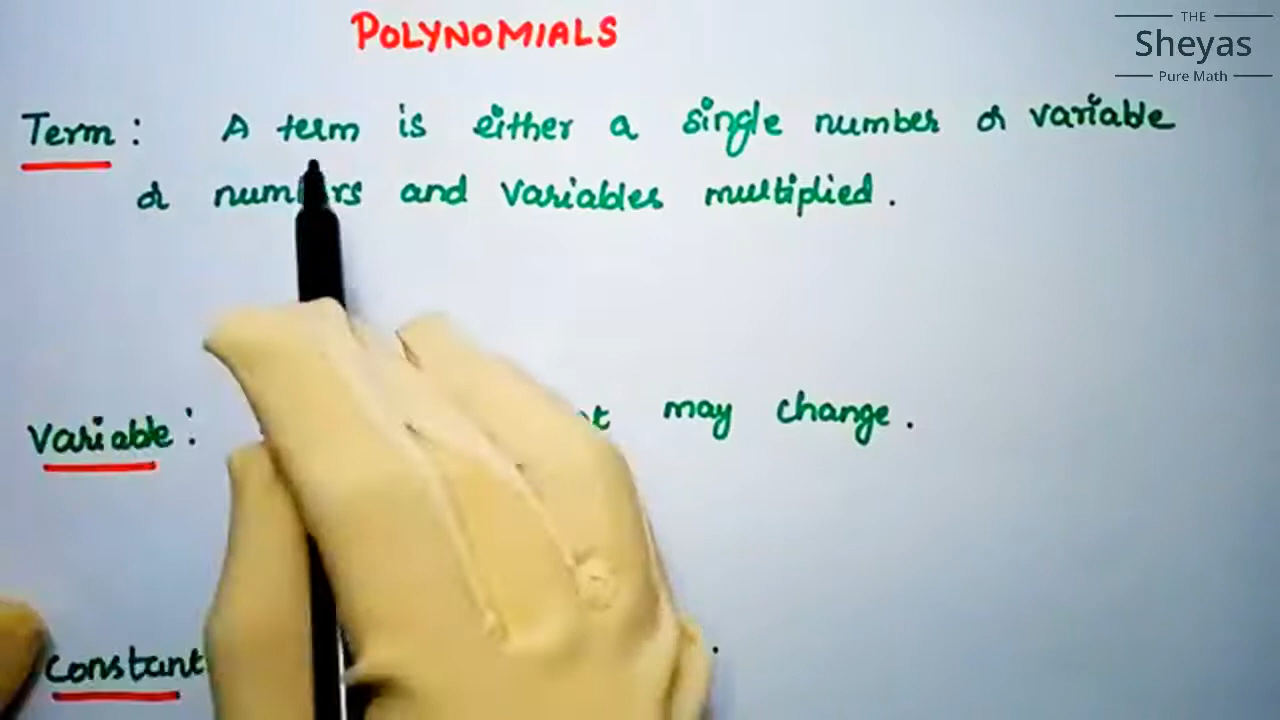 POLYNOMIALS
THE
Sheyas
Pure Math
Term : A term is either a single number or variable
or and variables multiplied .
Variable : may change .
Constant